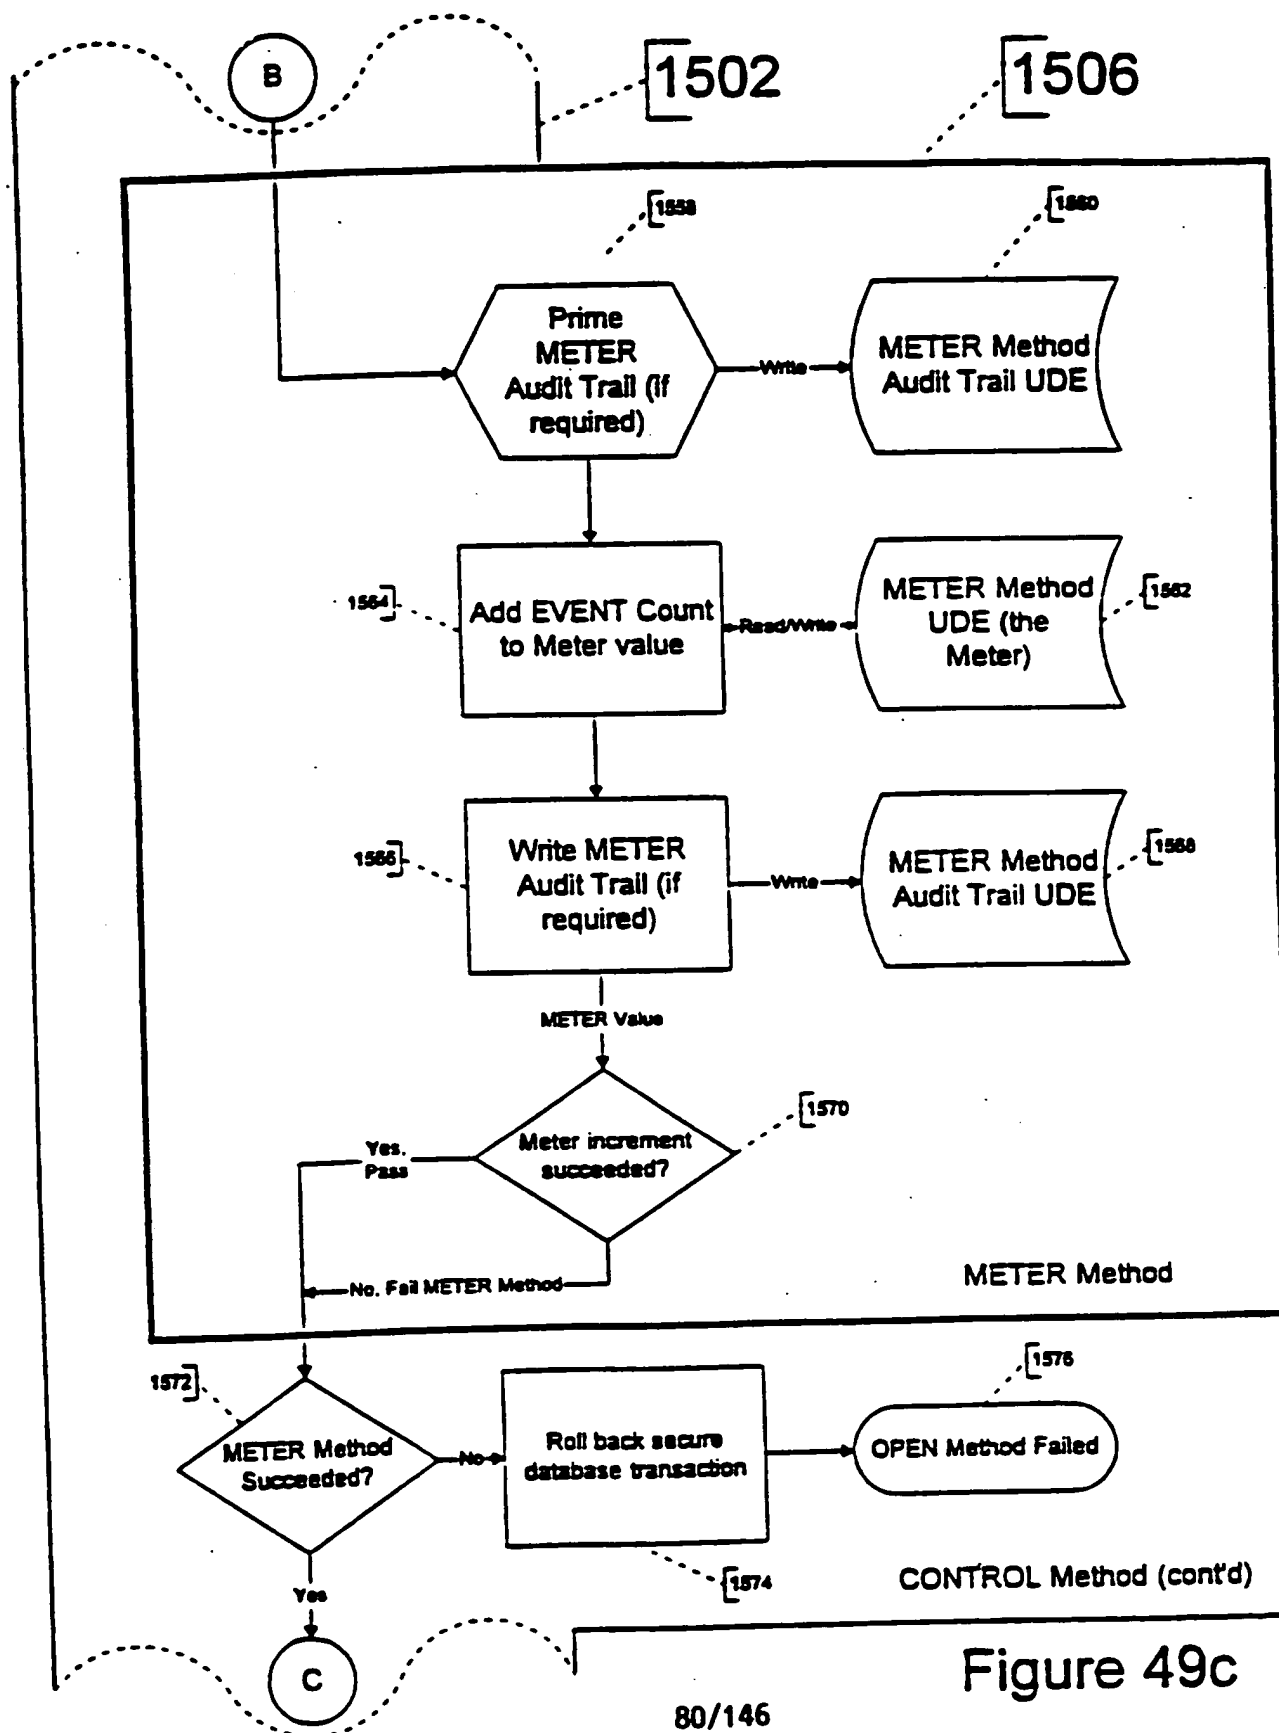 B
1502
1506
1558
1560
Prime
METER
Audit Trail (if
required)
Write
METER Method
Audit Trail UDE
1564
Add EVENT Count
to Meter value
Read/Write
METER Method
UDE (the
Meter)
1562
1566
Write METER
Audit Trail (if
required)
Write
METER Method
Audit Trail UDE
1568
METER Value
Meter increment
succeeded?
1570
Yes.
Pass
No. Fail METER Method
METER Method
1572
METER Method
Succeeded?
No
Roll back secure
database transaction
1576
OPEN Method Failed
1574
Yes
CONTROL Method (cont'd)
C
Figure 49c
80/146